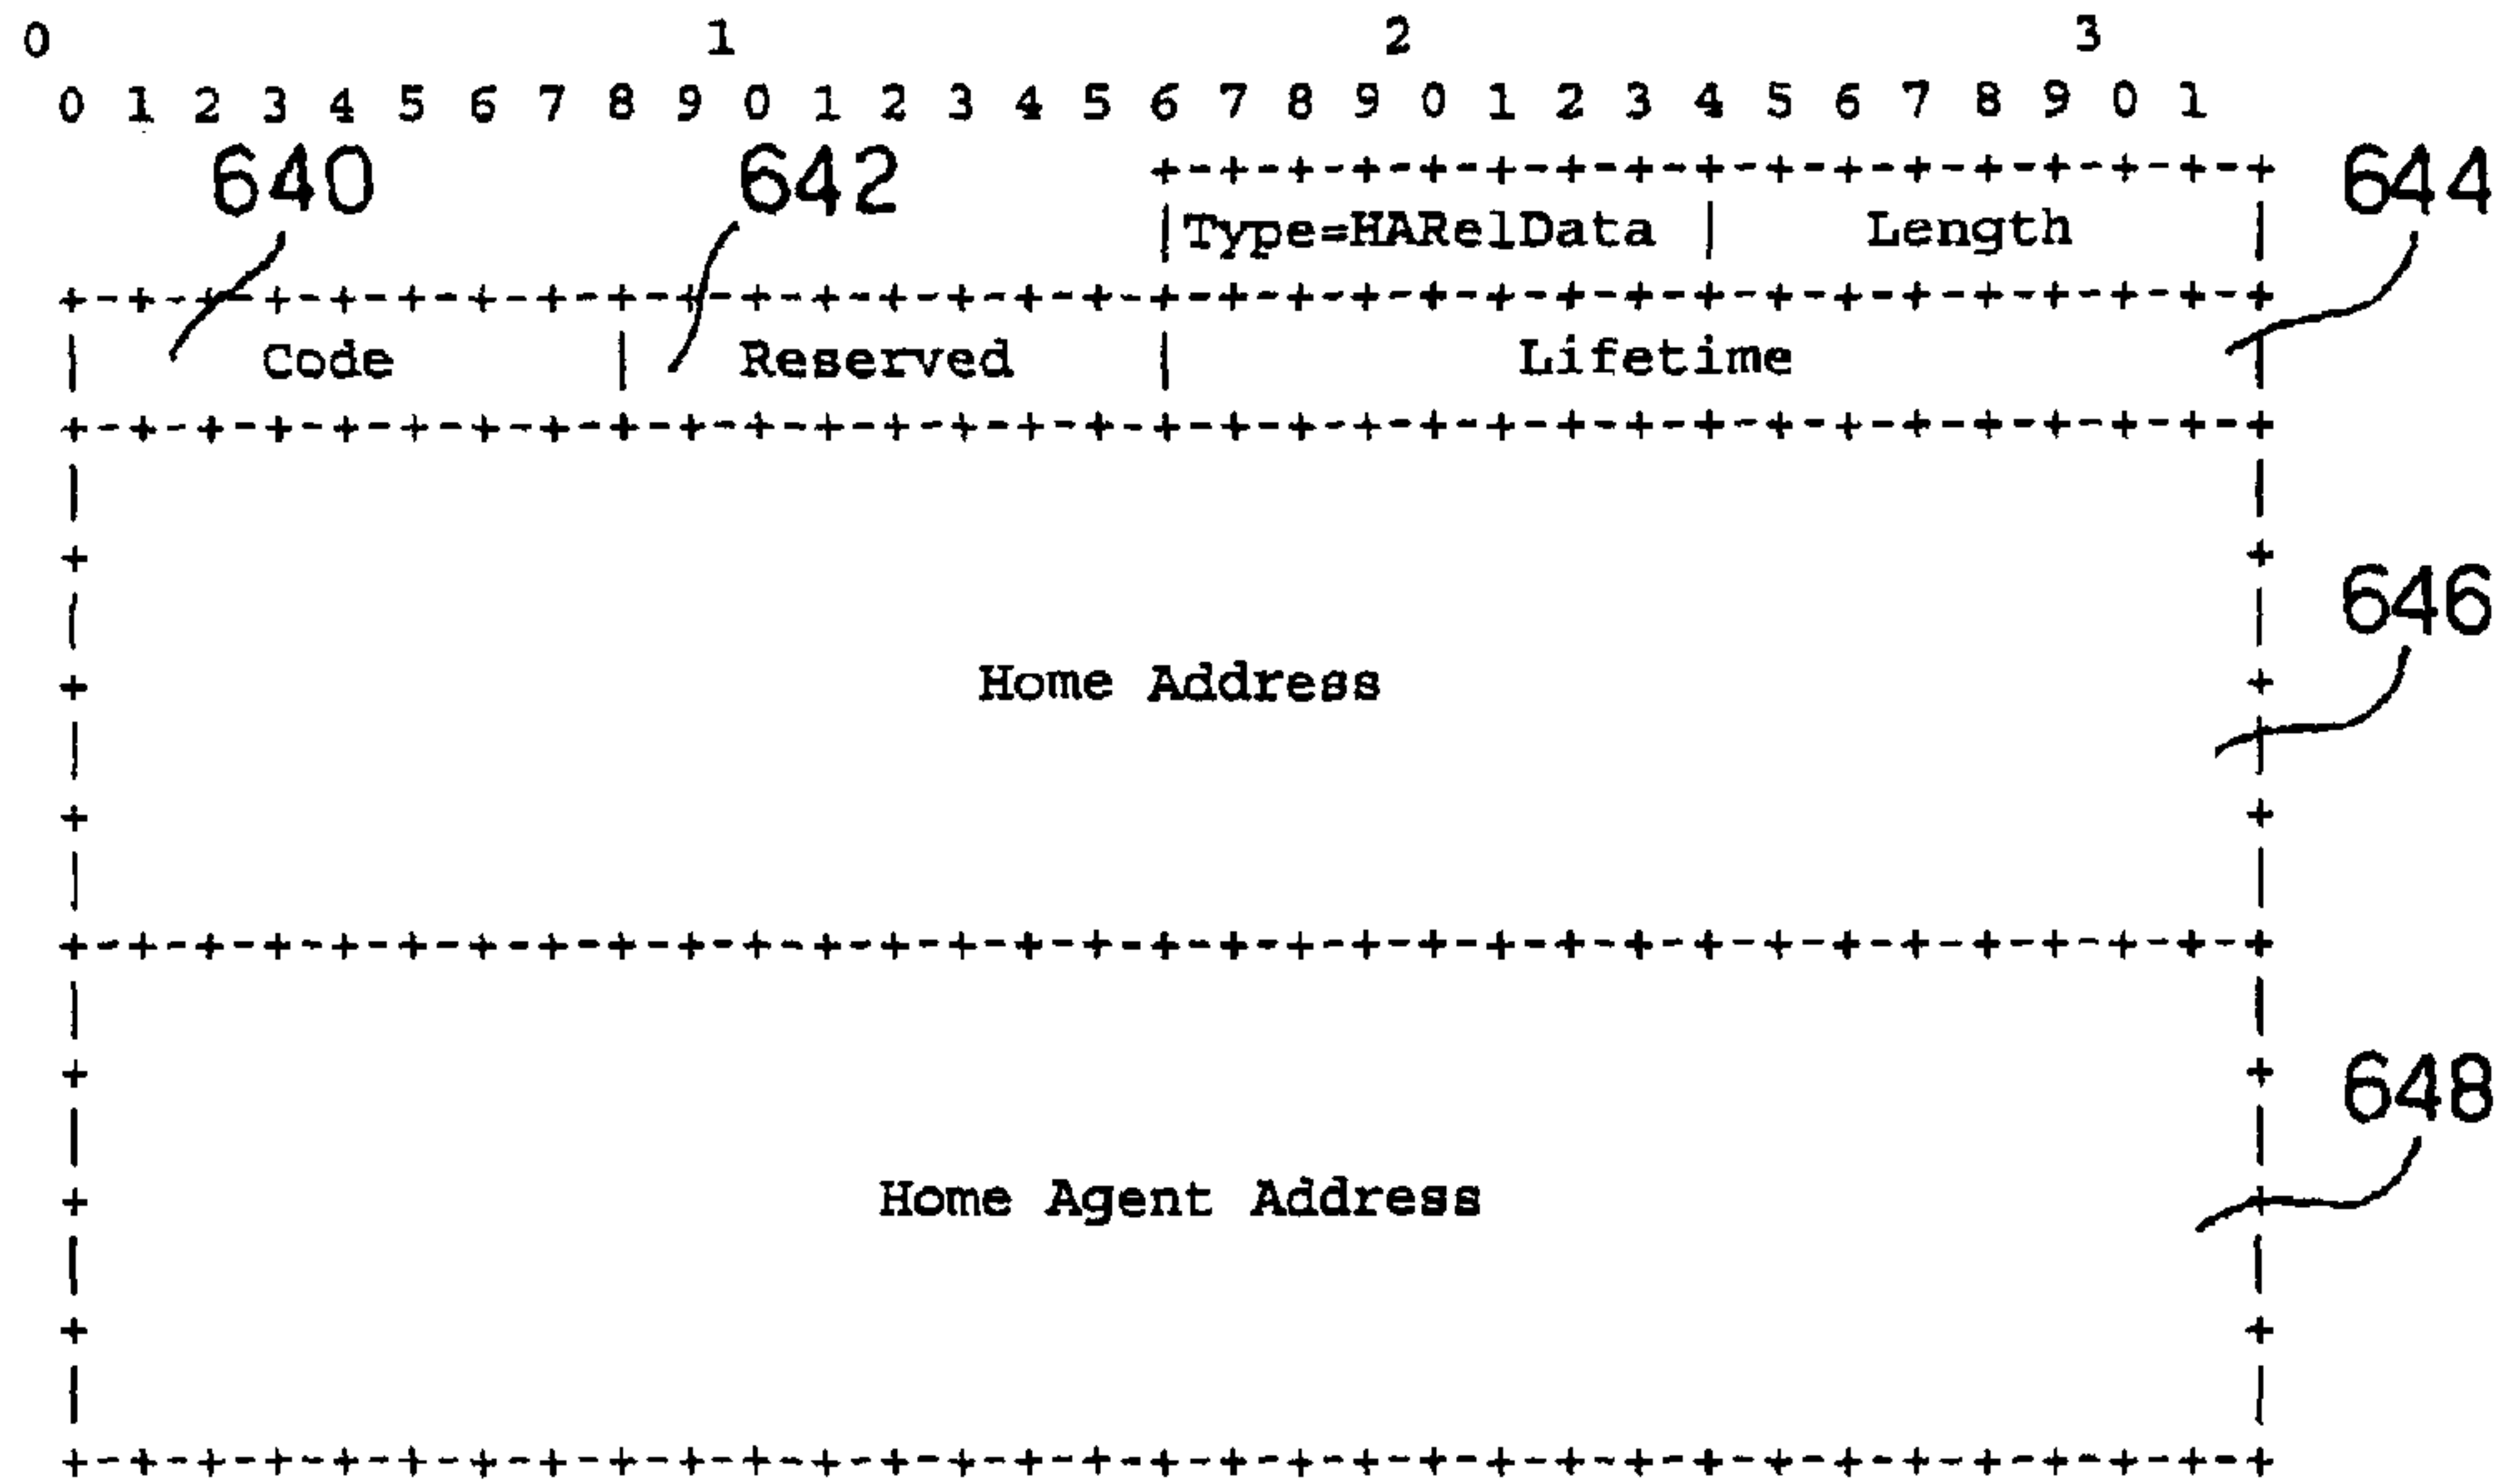 0 1 2 3
0 1 2 3 4 5 6 7 8 9 0 1 2 3 4 5 6 7 8 9 0 1 2 3 4 5 6 7 8 9 0 1
640 642 +-+-+-+-+-+-+-+-+-+-+-+-+-+-+-+-+ 644
|Type=HARelData | Length |
+-+-+-+-+-+-+-+-+-+-+-+-+-+-+-+-+-+-+-+-+-+-+-+-+-+-+-+-+-+-+-+-+
| Code | Reserved | Lifetime |
+-+-+-+-+-+-+-+-+-+-+-+-+-+-+-+-+-+-+-+-+-+-+-+-+-+-+-+-+-+-+-+-+
| |
+ +
| | 646
+ Home Address +
| |
+ +
| |
+-+-+-+-+-+-+-+-+-+-+-+-+-+-+-+-+-+-+-+-+-+-+-+-+-+-+-+-+-+-+-+-+
| |
+ + 648
| |
+ Home Agent Address +
| |
+ +
| |
+-+-+-+-+-+-+-+-+-+-+-+-+-+-+-+-+-+-+-+-+-+-+-+-+-+-+-+-+-+-+-+-+